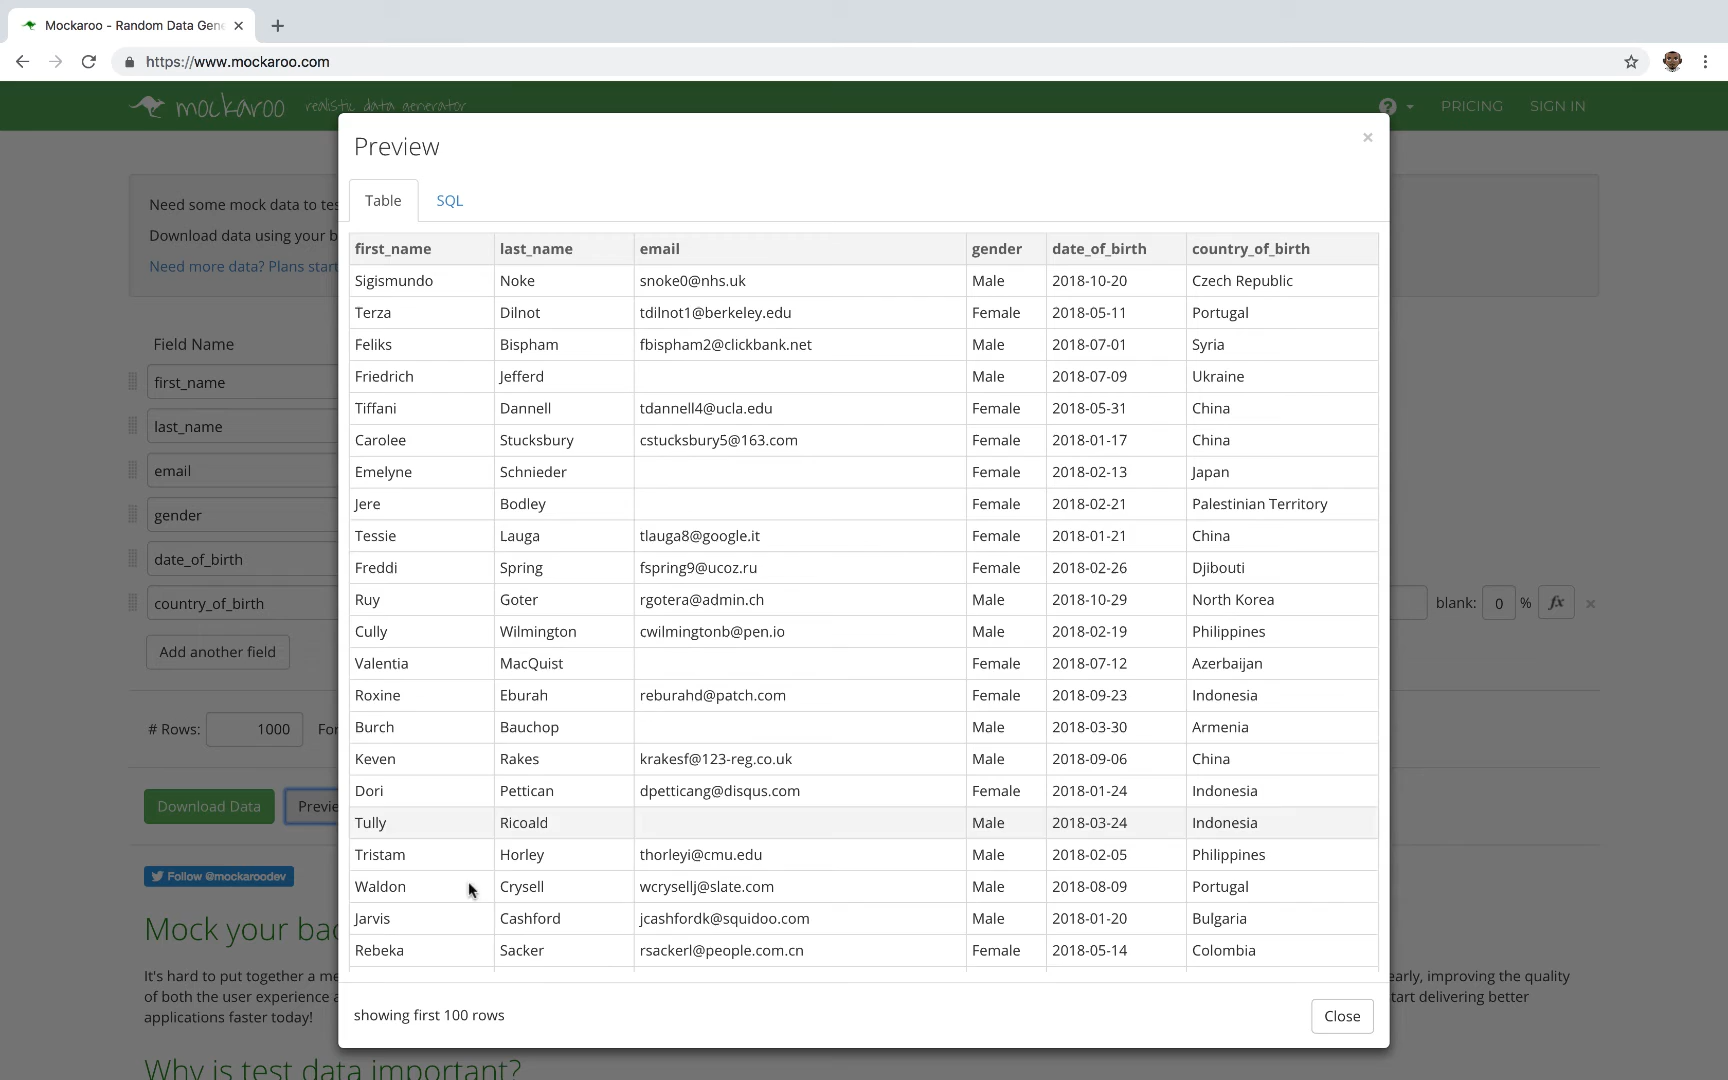 Mockaroo - Random Data Gene
https://www.mockaroo.com
mockaroo realistic data generator PRICING SIGN IN
Preview
Need some mock data to tes
Download data using your b
Need more data? Plans start
Table SQL
first_name last_name email gender date_of_birth country_of_birth
Sigismundo Noke snoke0@nhs.uk Male 2018-10-20 Czech Republic
Terza Dilnot tdilnot1@berkeley.edu Female 2018-05-11 Portugal
Feliks Bispham fbispham2@clickbank.net Male 2018-07-01 Syria
Friedrich Jefferd Male 2018-07-09 Ukraine
Tiffani Dannell tdannell4@ucla.edu Female 2018-05-31 China
Carolee Stucksbury cstucksbury5@163.com Female 2018-01-17 China
Emelyne Schnieder Female 2018-02-13 Japan
Jere Bodley Female 2018-02-21 Palestinian Territory
Tessie Lauga tlauga8@google.it Female 2018-01-21 China
Freddi Spring fspring9@ucoz.ru Female 2018-02-26 Djibouti
Ruy Goter rgotera@admin.ch Male 2018-10-29 North Korea
Cully Wilmington cwilmingtonb@pen.io Male 2018-02-19 Philippines
Valentia MacQuist Female 2018-07-12 Azerbaijan
Roxine Eburah reburahd@patch.com Female 2018-09-23 Indonesia
Burch Bauchop Male 2018-03-30 Armenia
Keven Rakes krakesf@123-reg.co.uk Male 2018-09-06 China
Dori Pettican dpetticang@disqus.com Female 2018-01-24 Indonesia
Tully Ricoald Male 2018-03-24 Indonesia
Tristam Horley thorleyi@cmu.edu Male 2018-02-05 Philippines
Waldon Crysell wcrysellj@slate.com Male 2018-08-09 Portugal
Jarvis Cashford jcashfordk@squidoo.com Male 2018-01-20 Bulgaria
Rebeka Sacker rsackerl@people.com.cn Female 2018-05-14 Colombia
showing first 100 rows
Close
Field Name
first_name
last_name
email
gender
date_of_birth
country_of_birth blank: 0 % fx
Add another field
# Rows: 1000 For
Download Data Previe
Follow @mockaroodev
Mock your bac
It's hard to put together a me early, improving the quality
of both the user experience a tart delivering better
applications faster today!
Why is test data important?